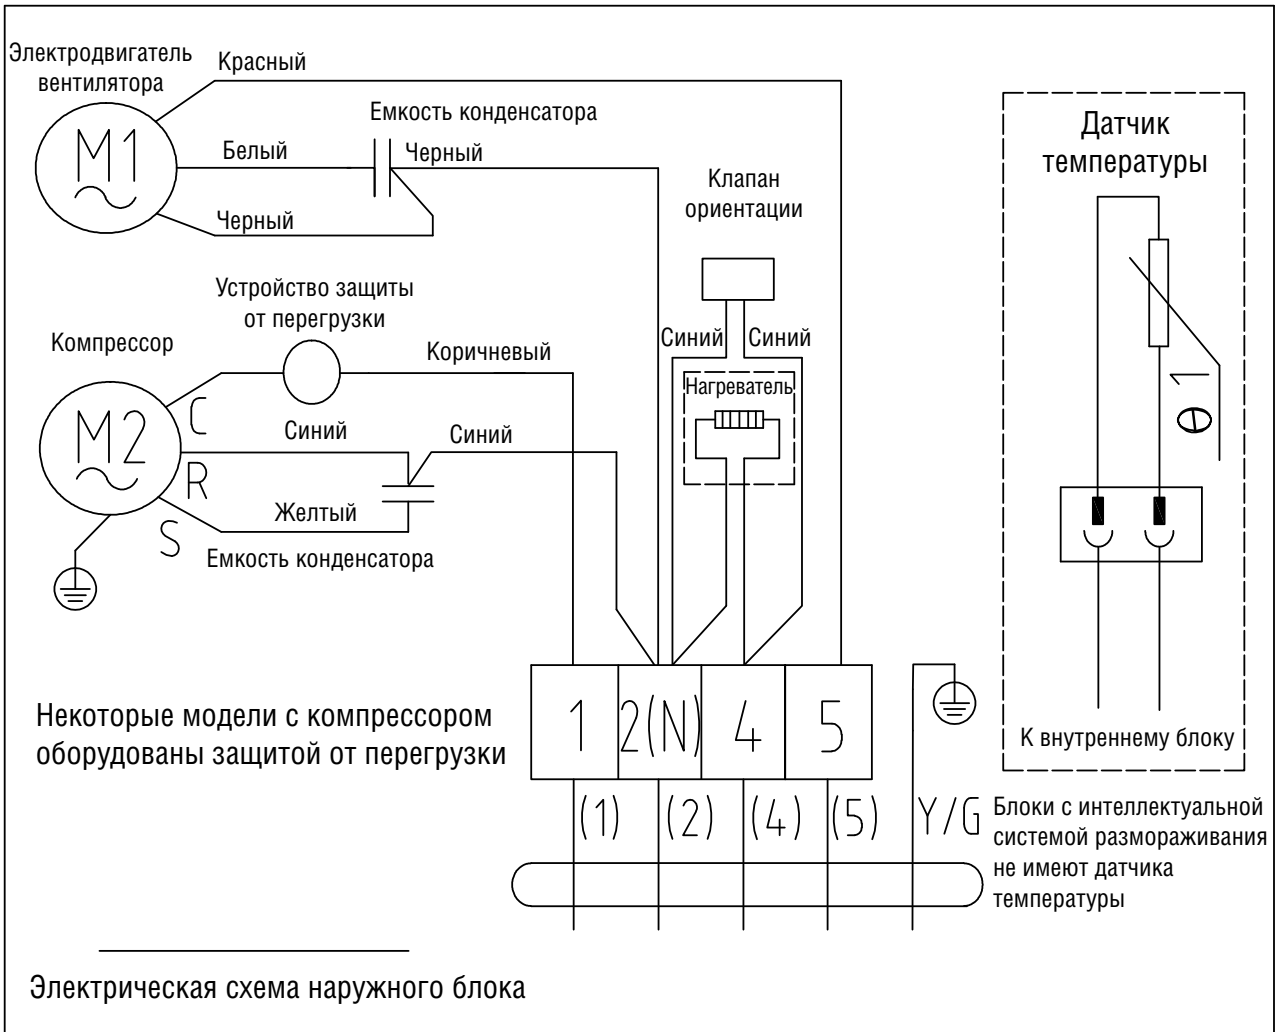 Электродвигатель
вентилятора
Красный
M1
Белый
Емкость конденсатора
Черный
Черный
Клапан
ориентации
Датчик
температуры
Устройство защиты
от перегрузки
Компрессор
Коричневый
Синий
Синий
Нагреватель
M2
C
R
S
Синий
Синий
Желтый
Емкость конденсатора
θ1
К внутреннему блоку
Некоторые модели с компрессором
оборудованы защитой от перегрузки
1 2(N) 4 5
(1) (2) (4) (5) Y/G
Блоки с интеллектуальной
системой размораживания
не имеют датчика
температуры
Электрическая схема наружного блока